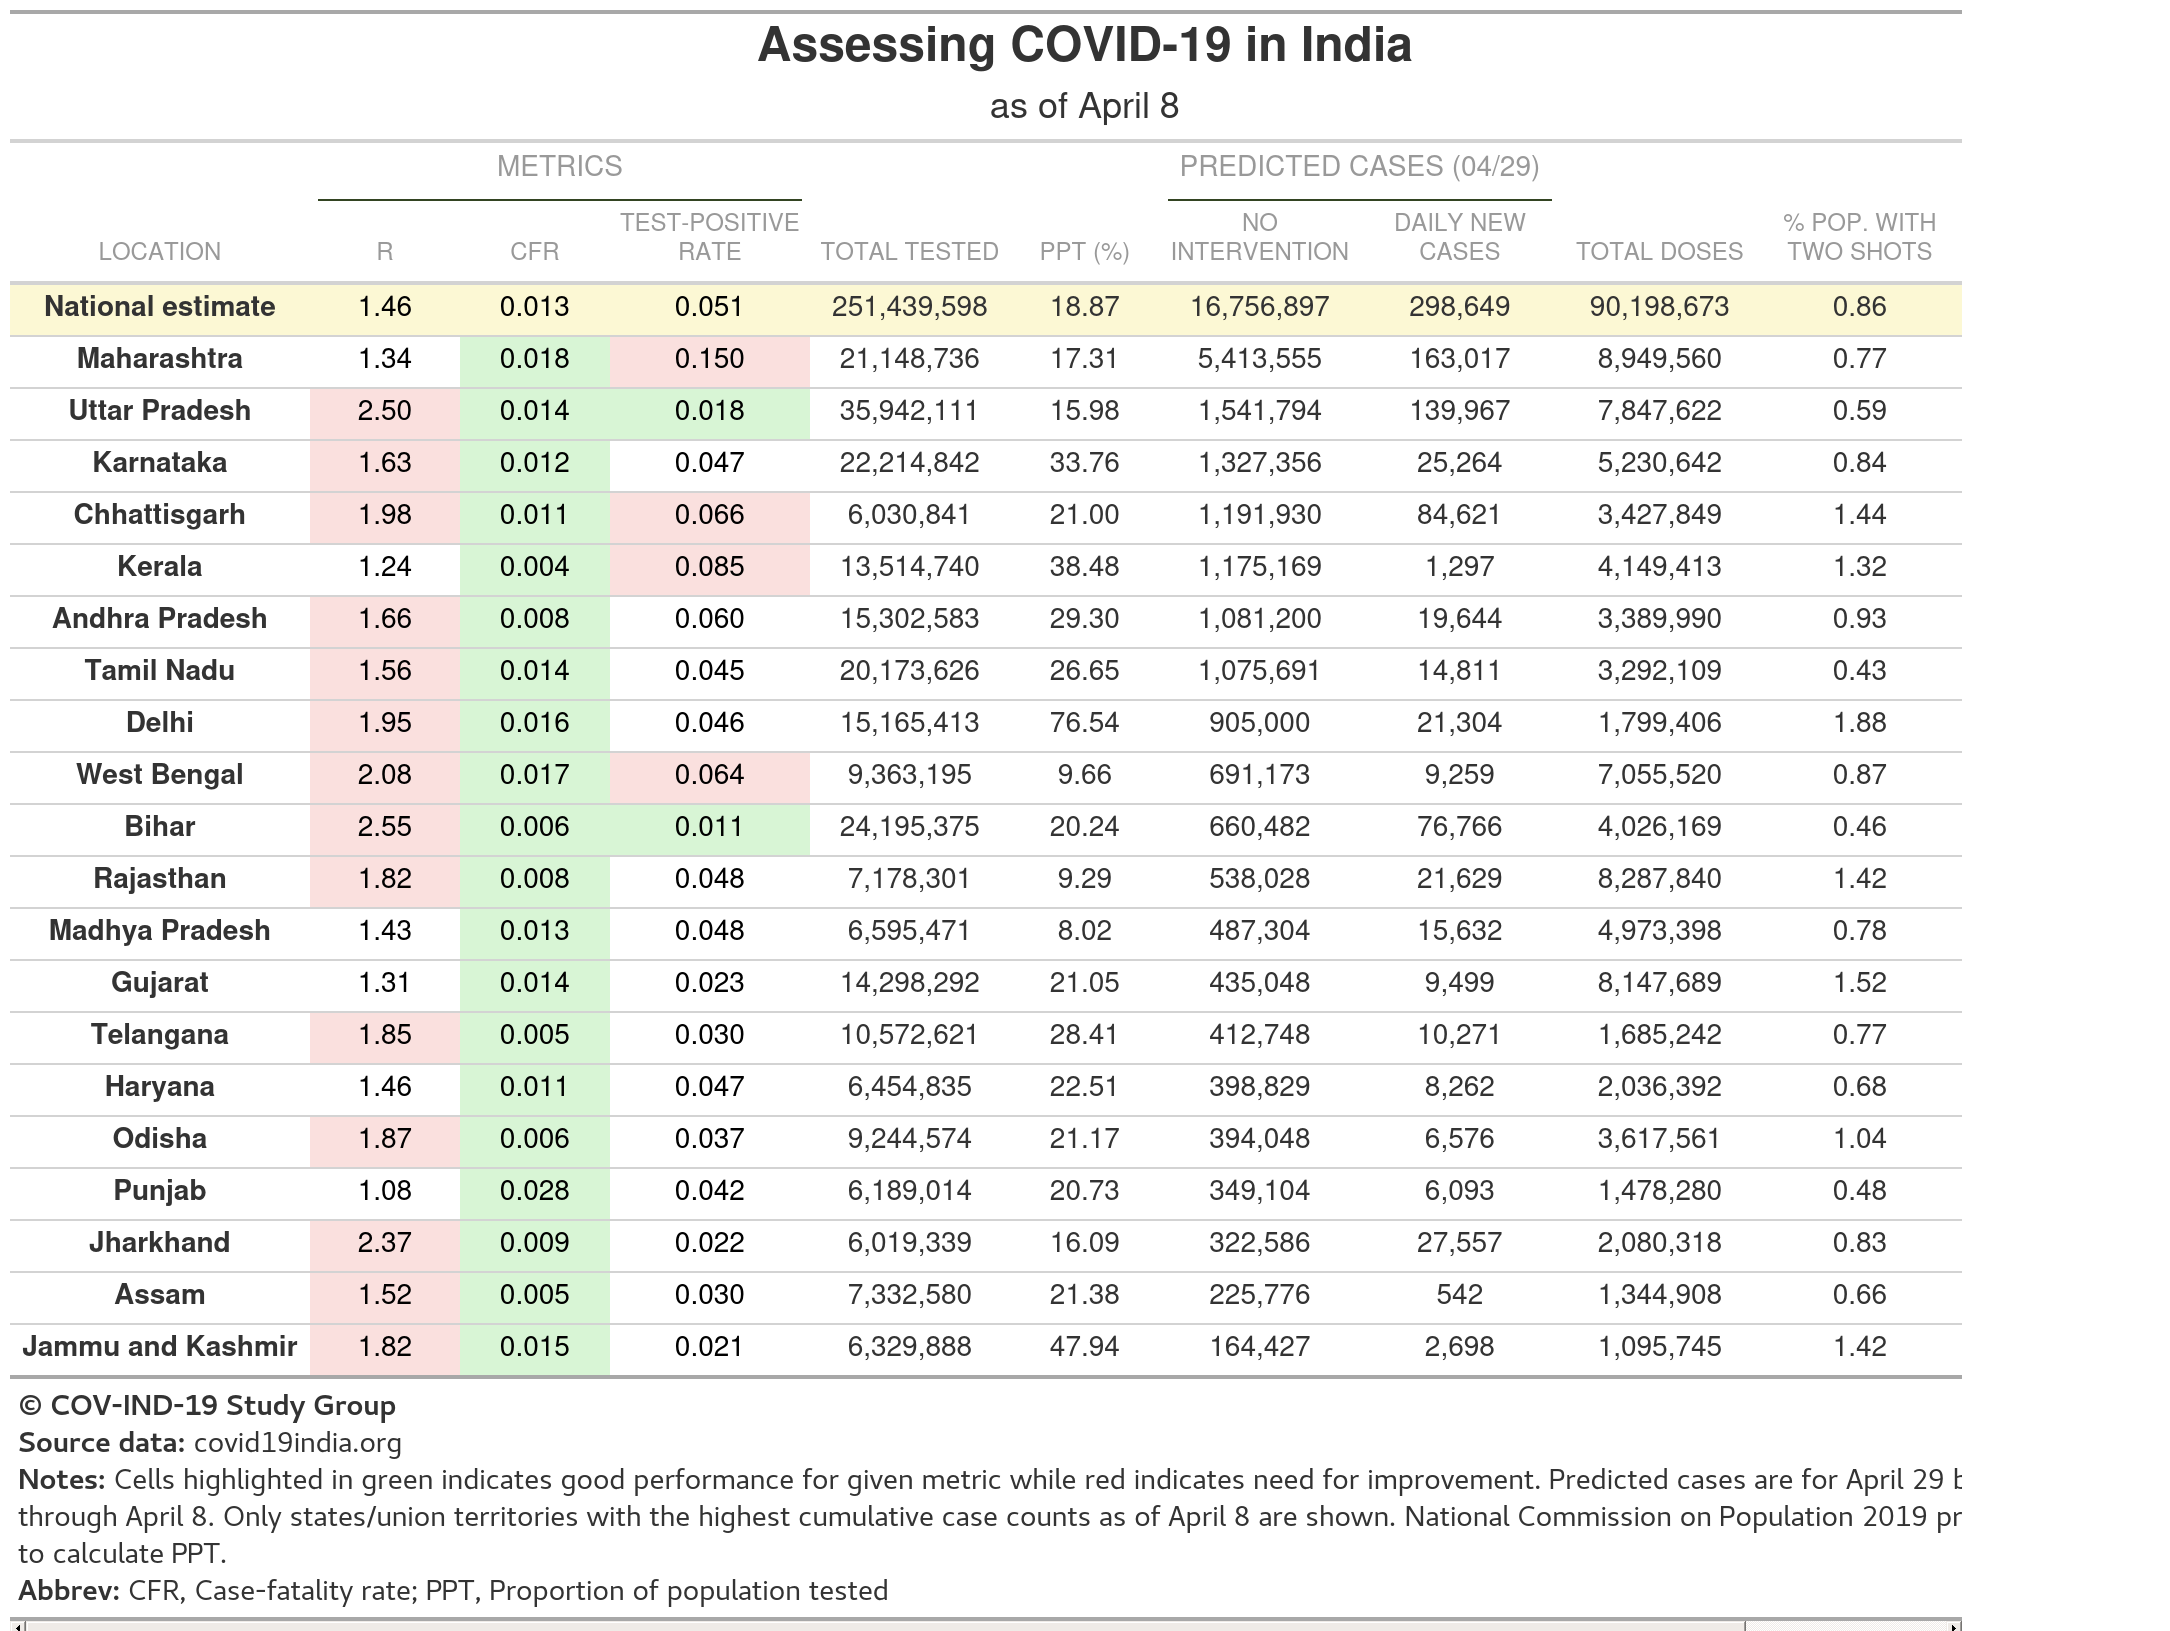 Assessing COVID-19 in India
as of April 8
METRICS PREDICTED CASES (04/29)
LOCATION R CFR TEST-POSITIVE RATE TOTAL TESTED PPT (%) NO INTERVENTION DAILY NEW CASES TOTAL DOSES % POP. WITH TWO SHOTS
National estimate 1.46 0.013 0.051 251,439,598 18.87 16,756,897 298,649 90,198,673 0.86
Maharashtra 1.34 0.018 0.150 21,148,736 17.31 5,413,555 163,017 8,949,560 0.77
Uttar Pradesh 2.50 0.014 0.018 35,942,111 15.98 1,541,794 139,967 7,847,622 0.59
Karnataka 1.63 0.012 0.047 22,214,842 33.76 1,327,356 25,264 5,230,642 0.84
Chhattisgarh 1.98 0.011 0.066 6,030,841 21.00 1,191,930 84,621 3,427,849 1.44
Kerala 1.24 0.004 0.085 13,514,740 38.48 1,175,169 1,297 4,149,413 1.32
Andhra Pradesh 1.66 0.008 0.060 15,302,583 29.30 1,081,200 19,644 3,389,990 0.93
Tamil Nadu 1.56 0.014 0.045 20,173,626 26.65 1,075,691 14,811 3,292,109 0.43
Delhi 1.95 0.016 0.046 15,165,413 76.54 905,000 21,304 1,799,406 1.88
West Bengal 2.08 0.017 0.064 9,363,195 9.66 691,173 9,259 7,055,520 0.87
Bihar 2.55 0.006 0.011 24,195,375 20.24 660,482 76,766 4,026,169 0.46
Rajasthan 1.82 0.008 0.048 7,178,301 9.29 538,028 21,629 8,287,840 1.42
Madhya Pradesh 1.43 0.013 0.048 6,595,471 8.02 487,304 15,632 4,973,398 0.78
Gujarat 1.31 0.014 0.023 14,298,292 21.05 435,048 9,499 8,147,689 1.52
Telangana 1.85 0.005 0.030 10,572,621 28.41 412,748 10,271 1,685,242 0.77
Haryana 1.46 0.011 0.047 6,454,835 22.51 398,829 8,262 2,036,392 0.68
Odisha 1.87 0.006 0.037 9,244,574 21.17 394,048 6,576 3,617,561 1.04
Punjab 1.08 0.028 0.042 6,189,014 20.73 349,104 6,093 1,478,280 0.48
Jharkhand 2.37 0.009 0.022 6,019,339 16.09 322,586 27,557 2,080,318 0.83
Assam 1.52 0.005 0.030 7,332,580 21.38 225,776 542 1,344,908 0.66
Jammu and Kashmir 1.82 0.015 0.021 6,329,888 47.94 164,427 2,698 1,095,745 1.42
© COV-IND-19 Study Group
Source data: covid19india.org
Notes: Cells highlighted in green indicates good performance for given metric while red indicates need for improvement. Predicted cases are for April 29
through April 8. Only states/union territories with the highest cumulative case counts as of April 8 are shown. National Commission on Population 2019
to calculate PPT.
Abbrev: CFR, Case-fatality rate; PPT, Proportion of population tested